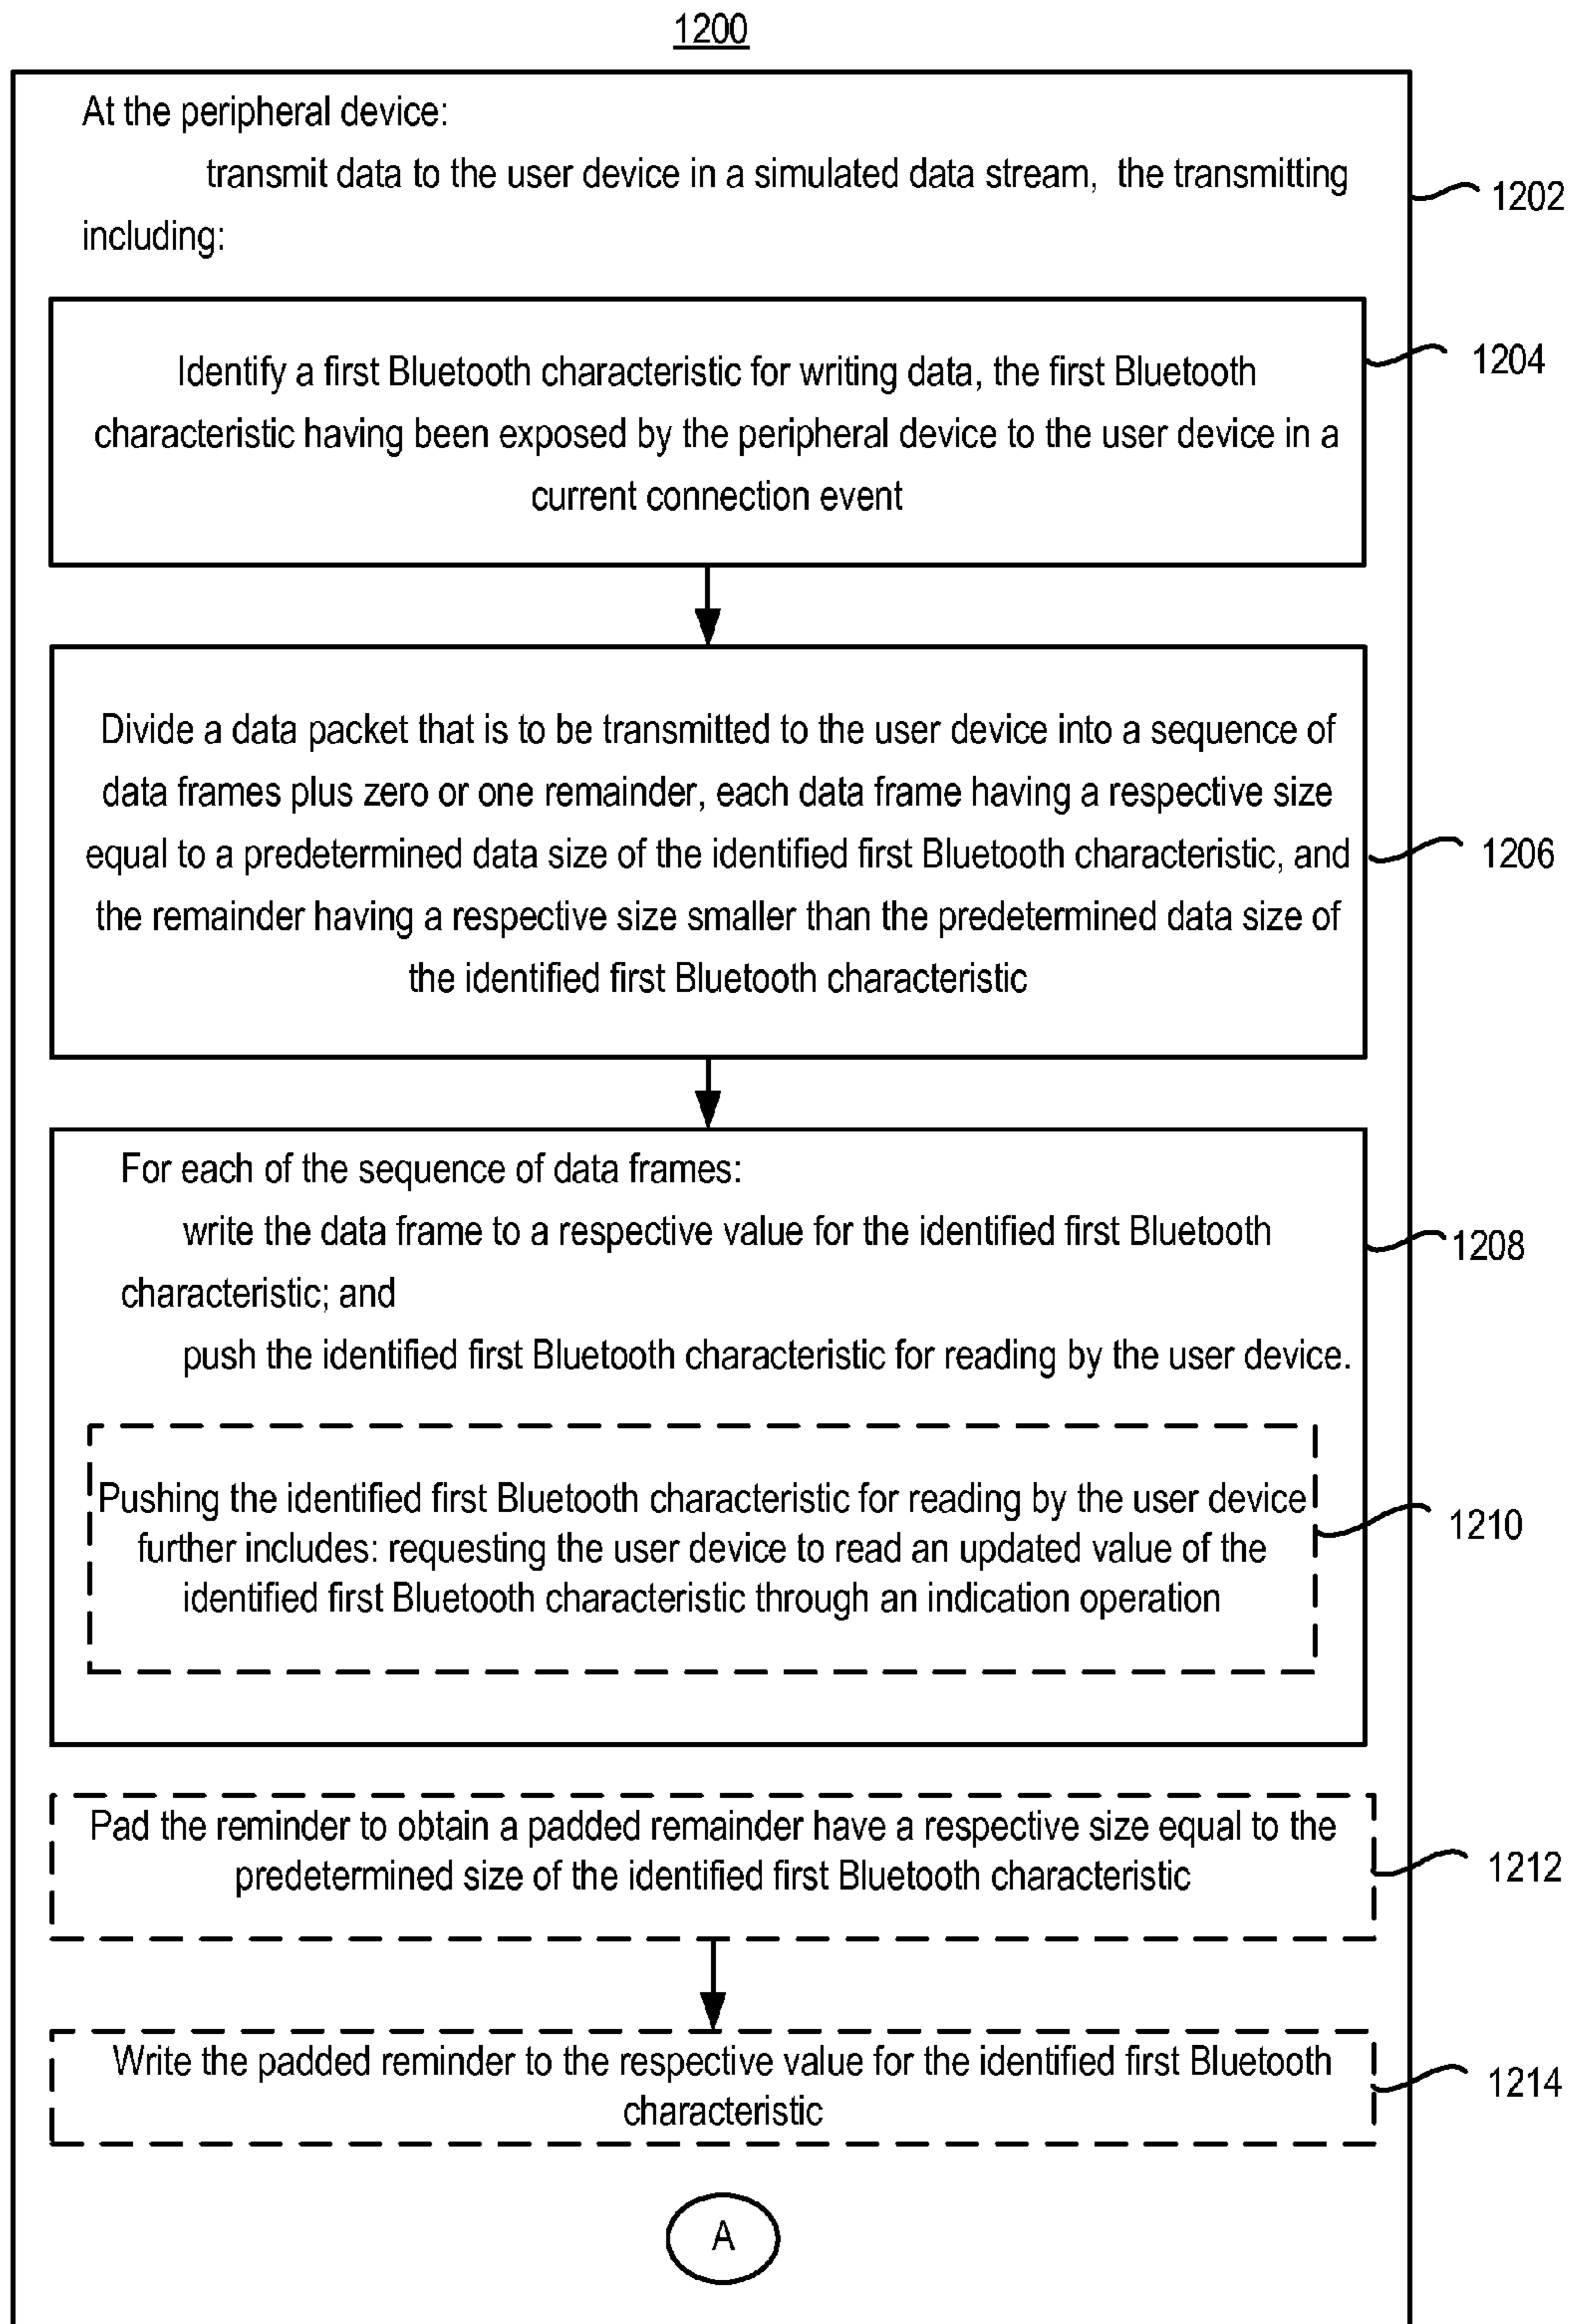 1200
At the peripheral device:
transmit data to the user device in a simulated data stream, the transmitting
including:
1202
Identify a first Bluetooth characteristic for writing data, the first Bluetooth
characteristic having been exposed by the peripheral device to the user device in a
current connection event
1204
Divide a data packet that is to be transmitted to the user device into a sequence of
data frames plus zero or one remainder, each data frame having a respective size
equal to a predetermined data size of the identified first Bluetooth characteristic, and
the remainder having a respective size smaller than the predetermined data size of
the identified first Bluetooth characteristic
1206
For each of the sequence of data frames:
write the data frame to a respective value for the identified first Bluetooth
characteristic; and
push the identified first Bluetooth characteristic for reading by the user device.
1208
Pushing the identified first Bluetooth characteristic for reading by the user device
further includes: requesting the user device to read an updated value of the
identified first Bluetooth characteristic through an indication operation
1210
Pad the reminder to obtain a padded remainder have a respective size equal to the
predetermined size of the identified first Bluetooth characteristic
1212
Write the padded reminder to the respective value for the identified first Bluetooth
characteristic
1214
A